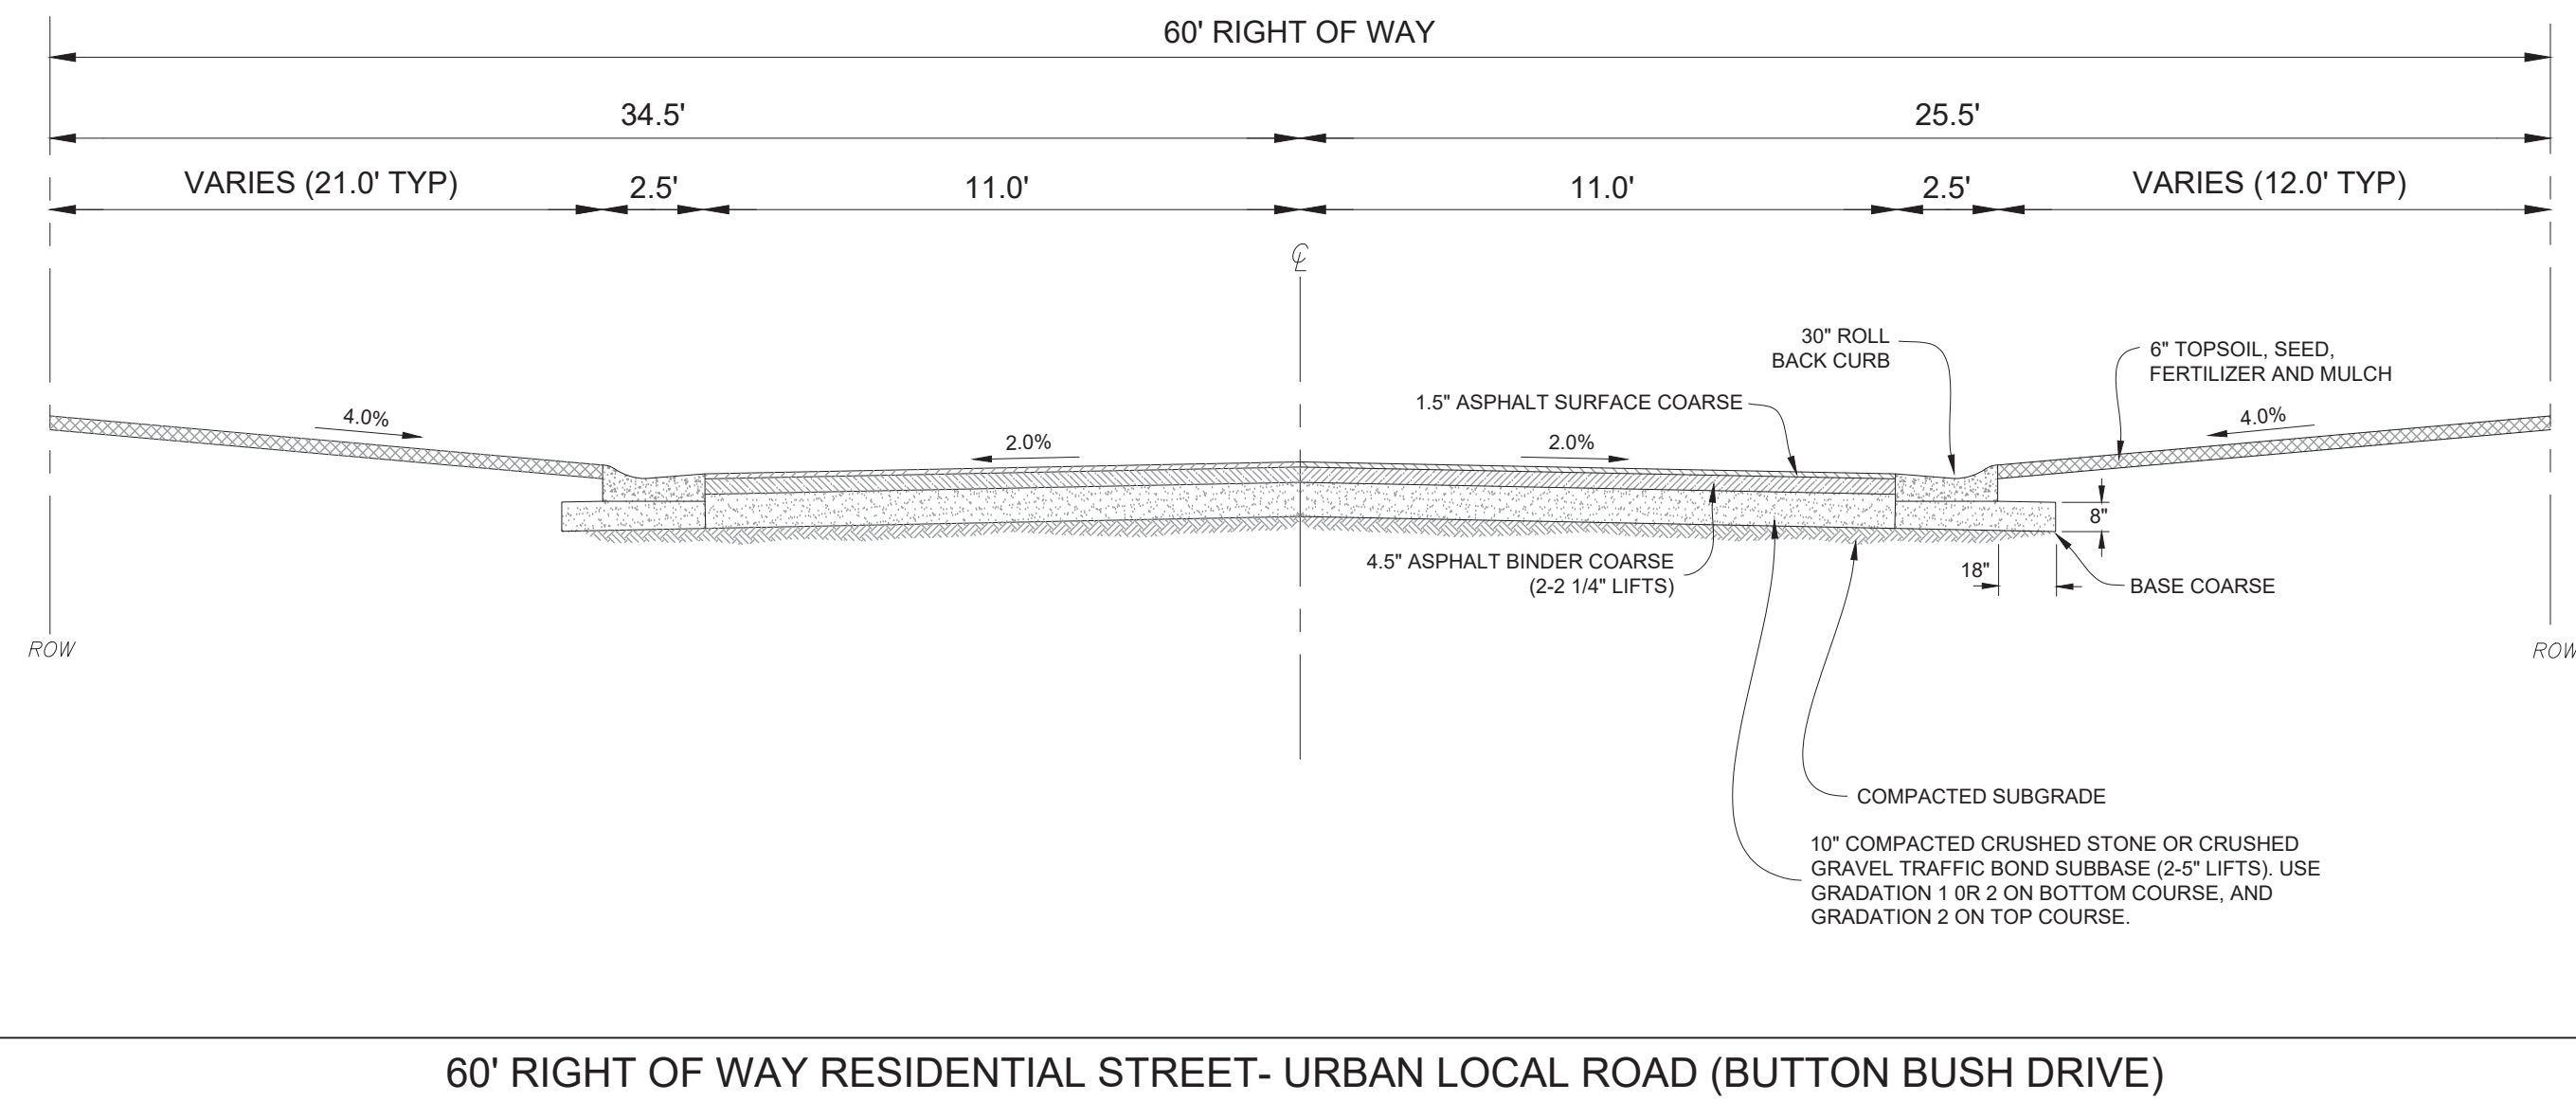 60' RIGHT OF WAY
34.5'
25.5'
VARIES (21.0' TYP)
2.5'
11.0'
11.0'
2.5'
VARIES (12.0' TYP)
℄
30" ROLL
BACK CURB
6" TOPSOIL, SEED,
FERTILIZER AND MULCH
1.5" ASPHALT SURFACE COARSE
4.0%
2.0%
2.0%
4.0%
8"
4.5" ASPHALT BINDER COARSE
(2-2 1/4" LIFTS)
18"
BASE COARSE
ROW
ROW
COMPACTED SUBGRADE
10" COMPACTED CRUSHED STONE OR CRUSHED
GRAVEL TRAFFIC BOND SUBBASE (2-5" LIFTS). USE
GRADATION 1 0R 2 ON BOTTOM COURSE, AND
GRADATION 2 ON TOP COURSE.
60' RIGHT OF WAY RESIDENTIAL STREET- URBAN LOCAL ROAD (BUTTON BUSH DRIVE)